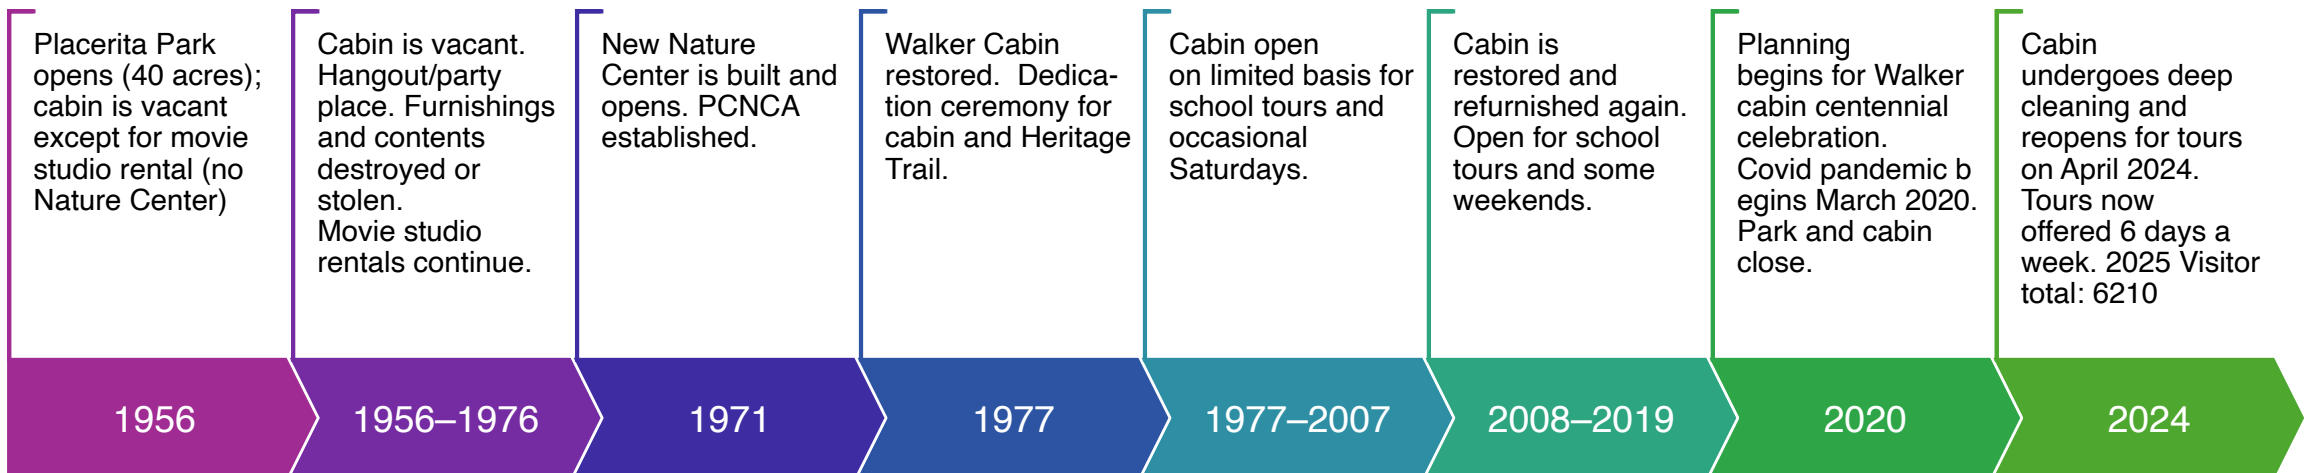 Placerita Park
opens (40 acres);
cabin is vacant
except for movie
studio rental (no
Nature Center)
Cabin is vacant.
Hangout/party
place. Furnishings
and contents
destroyed or
stolen.
Movie studio
rentals continue.
New Nature
Center is built and
opens. PCNCA
established.
Walker Cabin
restored.  Dedica-
tion ceremony for
cabin and Heritage
Trail.
Cabin open
on limited basis for
school tours and
occasional
Saturdays.
Cabin is
restored and
refurnished again.
Open for school
tours and some
weekends.
Planning
begins for Walker
cabin centennial
celebration.
Covid pandemic b
egins March 2020.
Park and cabin
close.
Cabin
undergoes deep
cleaning and
reopens for tours
on April 2024.
Tours now
offered 6 days a
week. 2025 Visitor
total: 6210
1956
1956–1976
1971
1977
1977–2007
2008–2019
2020
2024